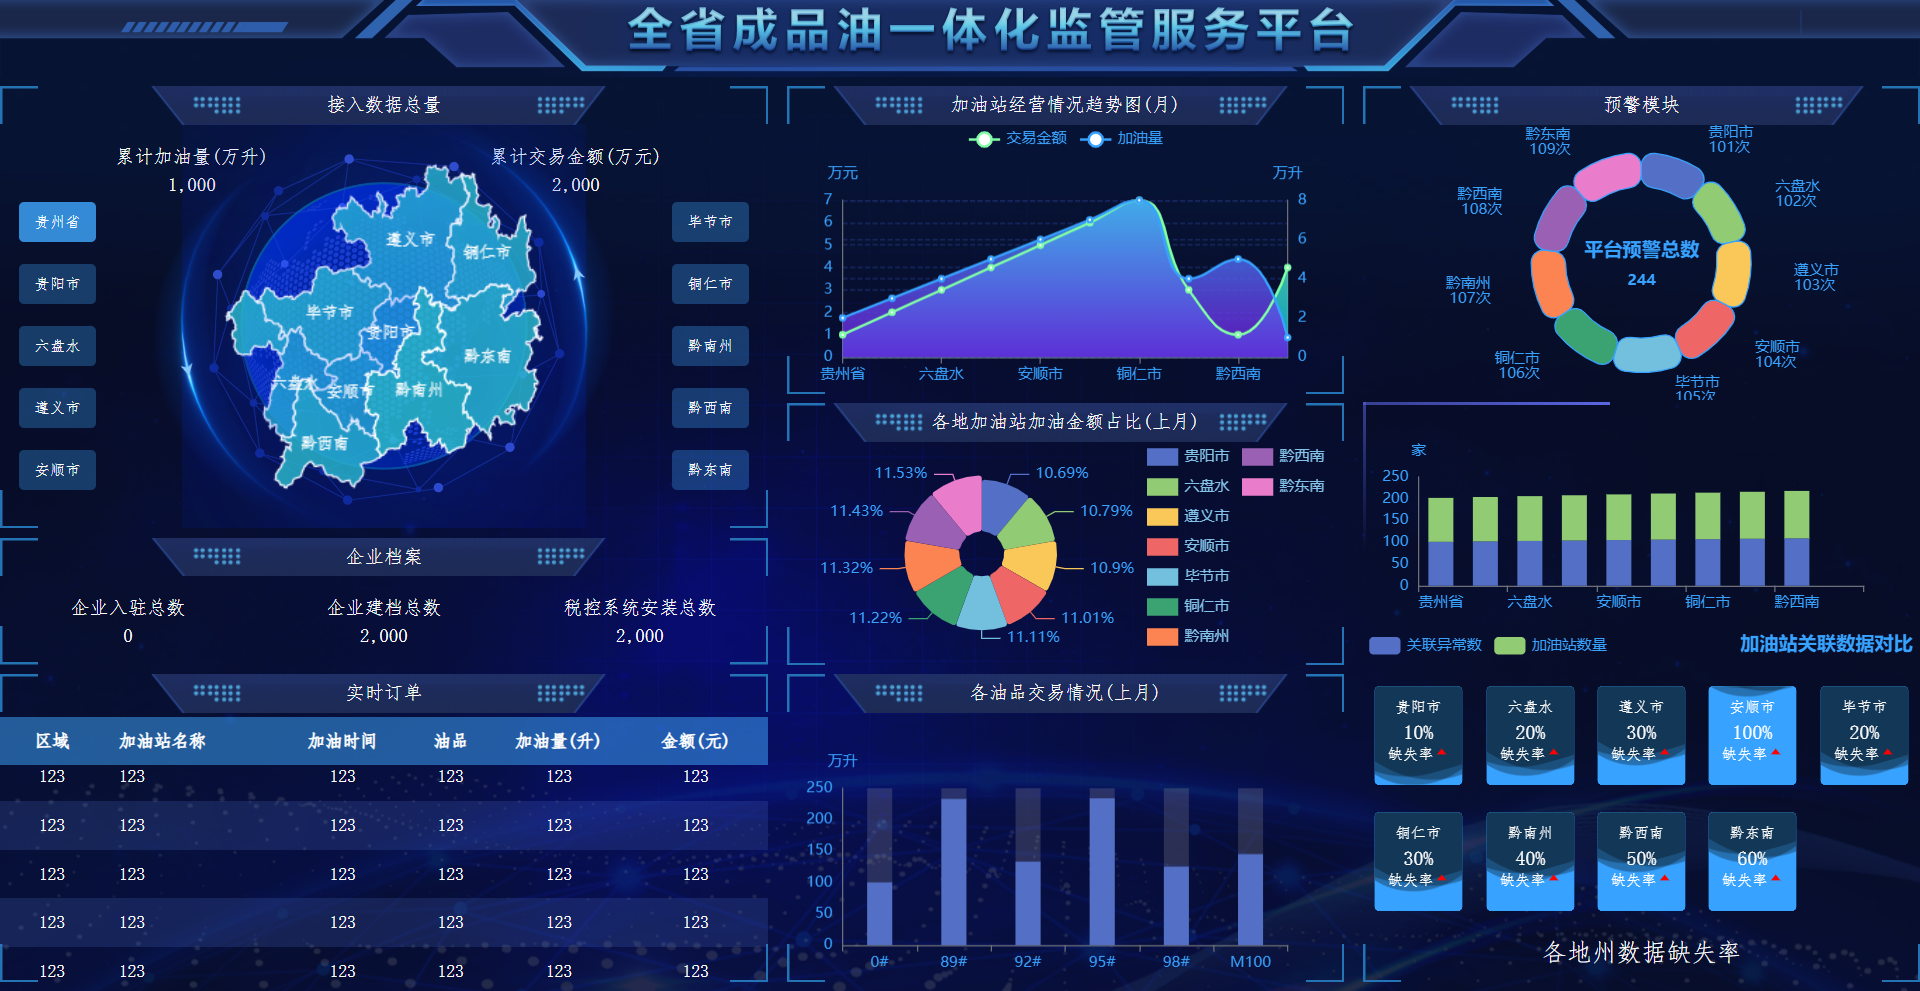 全省成品油一体化监管服务平台
接入数据总量
累计加油量(万升)
1,000
累计交易金额(万元)
2,000
贵州省
贵阳市
六盘水
遵义市
安顺市
毕节市
铜仁市
黔南州
黔西南
黔东南
遵义市
铜仁市
毕节市
贵阳市
黔东南
六盘水
安顺市
黔南州
黔西南
企业档案
企业入驻总数
0
企业建档总数
2,000
税控系统安装总数
2,000
实时订单
区域 加油站名称 加油时间 油品 加油量(升) 金额(元)
123 123 123 123 123 123
123 123 123 123 123 123
123 123 123 123 123 123
123 123 123 123 123 123
123 123 123 123 123 123
加油站经营情况趋势图(月)
交易金额 加油量
万元 万升
7
6
5
4
3
2
1
0
8
6
4
2
0
贵州省 六盘水 安顺市 铜仁市 黔西南
各地加油站加油金额占比(上月)
10.69%
10.79%
10.9%
11.01%
11.11%
11.22%
11.32%
11.43%
11.53%
贵阳市
六盘水
遵义市
安顺市
毕节市
铜仁市
黔南州
黔西南
黔东南
各油品交易情况(上月)
万升
250
200
150
100
50
0
0# 89# 92# 95# 98# M100
预警模块
贵阳市
101次
六盘水
102次
遵义市
103次
安顺市
104次
毕节市
105次
铜仁市
106次
黔南州
107次
黔西南
108次
黔东南
109次
平台预警总数
244
家
250
200
150
100
50
0
贵州省 六盘水 安顺市 铜仁市 黔西南
关联异常数 加油站数量
加油站关联数据对比
贵阳市
10%
缺失率
六盘水
20%
缺失率
遵义市
30%
缺失率
安顺市
100%
缺失率
毕节市
20%
缺失率
铜仁市
30%
缺失率
黔南州
40%
缺失率
黔西南
50%
缺失率
黔东南
60%
缺失率
各地州数据缺失率